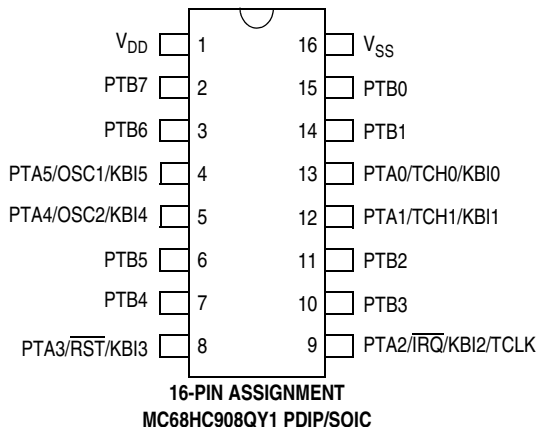 VDD 1 16 VSS
PTB7 2 15 PTB0
PTB6 3 14 PTB1
PTA5/OSC1/KBI5 4 13 PTA0/TCH0/KBI0
PTA4/OSC2/KBI4 5 12 PTA1/TCH1/KBI1
PTB5 6 11 PTB2
PTB4 7 10 PTB3
PTA3/RST/KBI3 8 9 PTA2/IRQ/KBI2/TCLK
16-PIN ASSIGNMENT
MC68HC908QY1 PDIP/SOIC